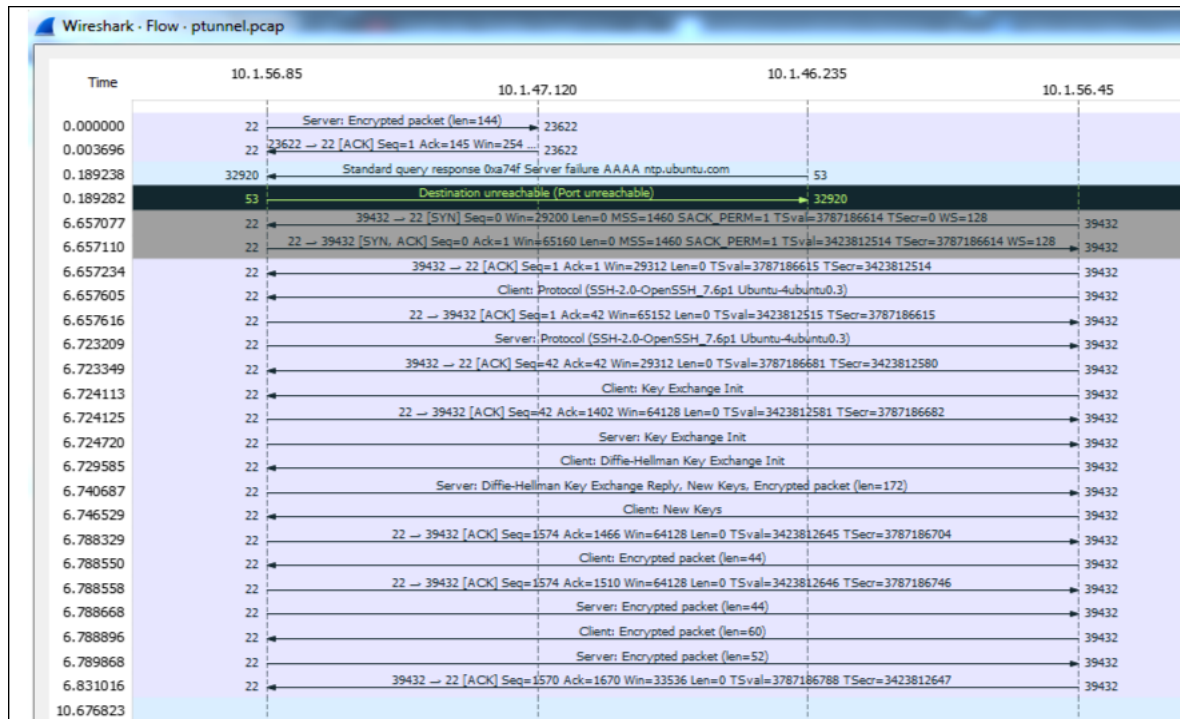 Wireshark · Flow · ptunnel.pcap
Time 10.1.56.85 10.1.47.120 10.1.46.235 10.1.56.45
0.000000 22 Server: Encrypted packet (len=144) 23622
0.003696 22 23622 → 22 [ACK] Seq=1 Ack=145 Win=254 ... 23622
0.189238 32920 Standard query response 0xa74f Server failure AAAA ntp.ubuntu.com 53
0.189282 53 Destination unreachable (Port unreachable) 32920
6.657077 22 39432 → 22 [SYN] Seq=0 Win=29200 Len=0 MSS=1460 SACK_PERM=1 TSval=3787186614 TSecr=0 WS=128 39432
6.657110 22 22 → 39432 [SYN, ACK] Seq=0 Ack=1 Win=65160 Len=0 MSS=1460 SACK_PERM=1 TSval=3423812514 TSecr=3787186614 WS=128 39432
6.657234 22 39432 → 22 [ACK] Seq=1 Ack=1 Win=29312 Len=0 TSval=3787186615 TSecr=3423812514 39432
6.657605 22 Client: Protocol (SSH-2.0-OpenSSH_7.6p1 Ubuntu-4ubuntu0.3) 39432
6.657616 22 22 → 39432 [ACK] Seq=1 Ack=42 Win=65152 Len=0 TSval=3423812515 TSecr=3787186615 39432
6.723209 22 Server: Protocol (SSH-2.0-OpenSSH_7.6p1 Ubuntu-4ubuntu0.3) 39432
6.723349 22 39432 → 22 [ACK] Seq=42 Ack=42 Win=29312 Len=0 TSval=3787186681 TSecr=3423812580 39432
6.724113 22 Client: Key Exchange Init 39432
6.724125 22 22 → 39432 [ACK] Seq=42 Ack=1402 Win=64128 Len=0 TSval=3423812581 TSecr=3787186682 39432
6.724720 22 Server: Key Exchange Init 39432
6.729585 22 Client: Diffie-Hellman Key Exchange Init 39432
6.740687 22 Server: Diffie-Hellman Key Exchange Reply, New Keys, Encrypted packet (len=172) 39432
6.746529 22 Client: New Keys 39432
6.788329 22 22 → 39432 [ACK] Seq=1574 Ack=1466 Win=64128 Len=0 TSval=3423812645 TSecr=3787186704 39432
6.788550 22 Client: Encrypted packet (len=44) 39432
6.788558 22 22 → 39432 [ACK] Seq=1574 Ack=1510 Win=64128 Len=0 TSval=3423812646 TSecr=3787186746 39432
6.788668 22 Server: Encrypted packet (len=44) 39432
6.788896 22 Client: Encrypted packet (len=60) 39432
6.789868 22 Server: Encrypted packet (len=52) 39432
6.831016 22 39432 → 22 [ACK] Seq=1570 Ack=1670 Win=33536 Len=0 TSval=3787186788 TSecr=3423812647 39432
10.676823